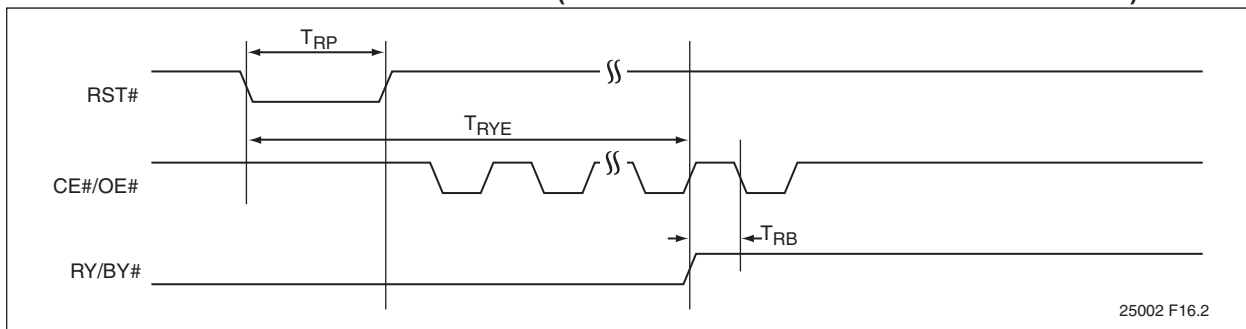 TRP
RST#
TRYE
CE#/OE#
TRB
RY/BY#
25002 F16.2